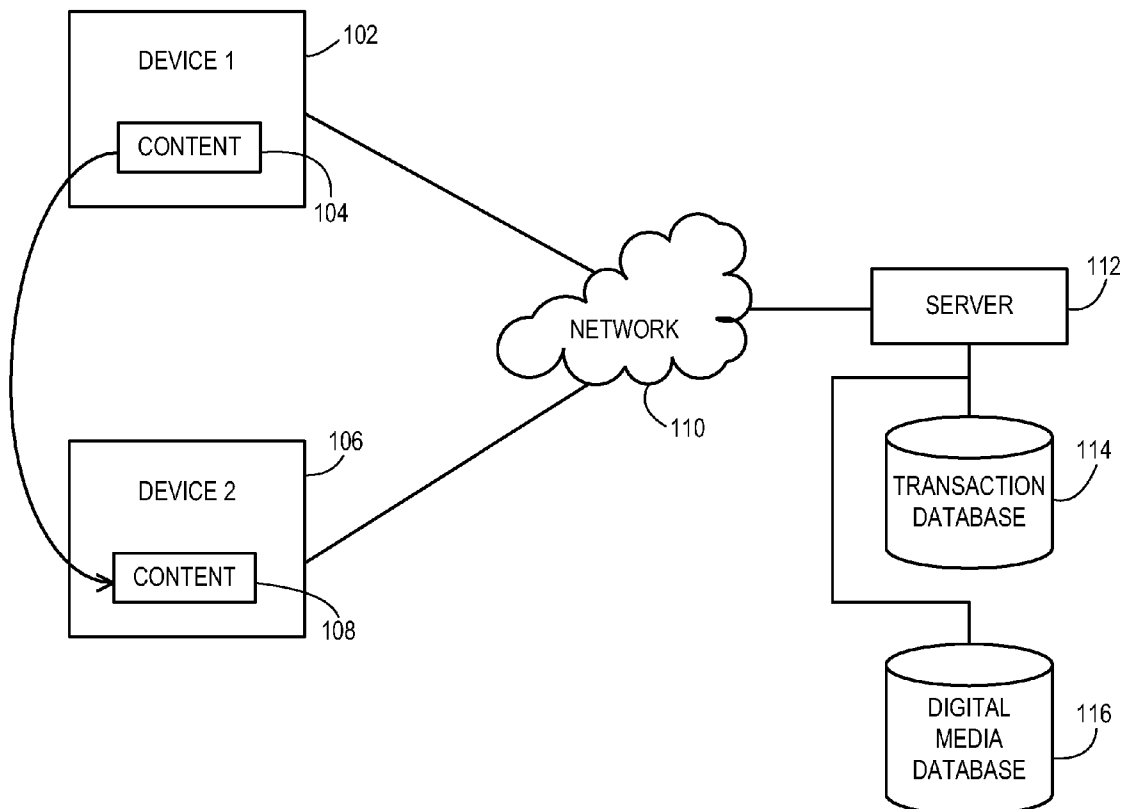 DEVICE 1
102
CONTENT
104
NETWORK
110
SERVER
112
TRANSACTION
DATABASE
114
DEVICE 2
106
CONTENT
108
DIGITAL
MEDIA
DATABASE
116